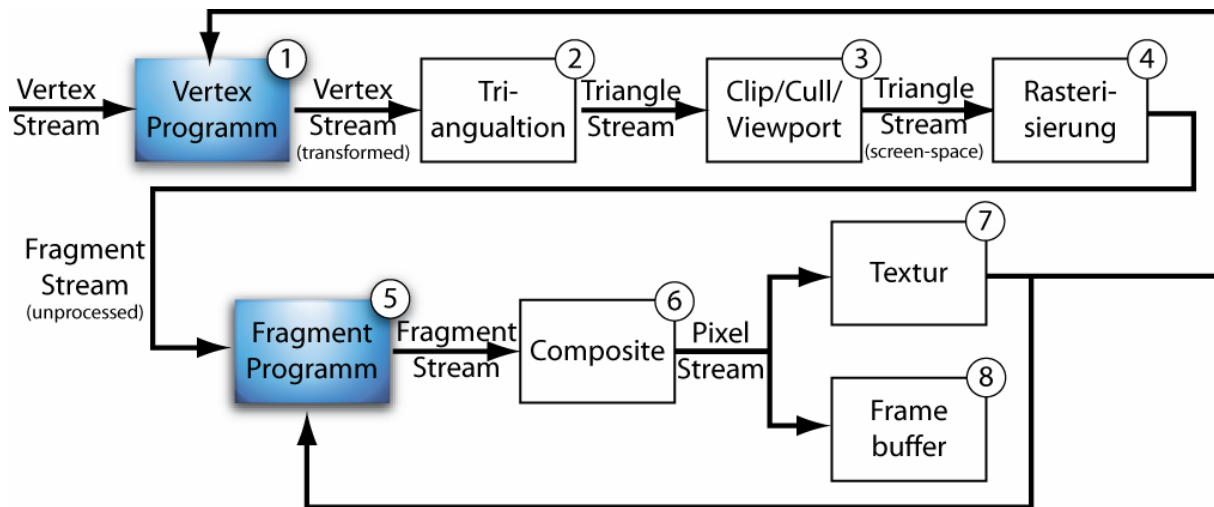 1
Vertex
Stream
Vertex
Programm
Vertex
Stream
(transformed)
2
Tri-
angualtion
Triangle
Stream
3
Clip/Cull/
Viewport
Triangle
Stream
(screen-space)
4
Rasteri-
sierung
Fragment
Stream
(unprocessed)
5
Fragment
Programm
Fragment
Stream
6
Composite
Pixel
Stream
7
Textur
8
Frame
buffer